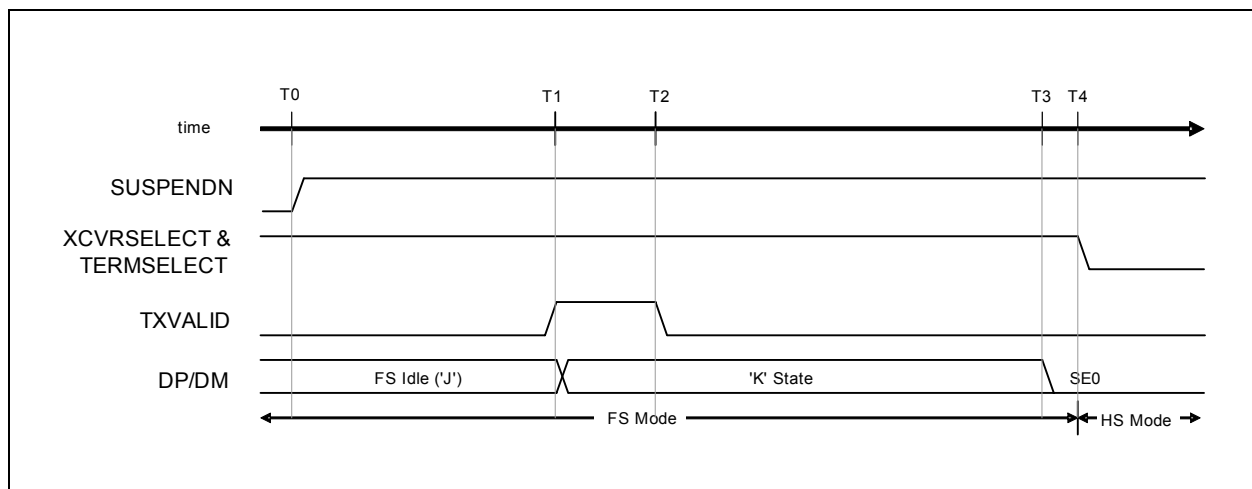 T0 T1 T2 T3 T4
time
SUSPENDN
XCVRSELECT &
TERMSELECT
TXVALID
DP/DM FS Idle ('J') 'K' State SE0
FS Mode HS Mode